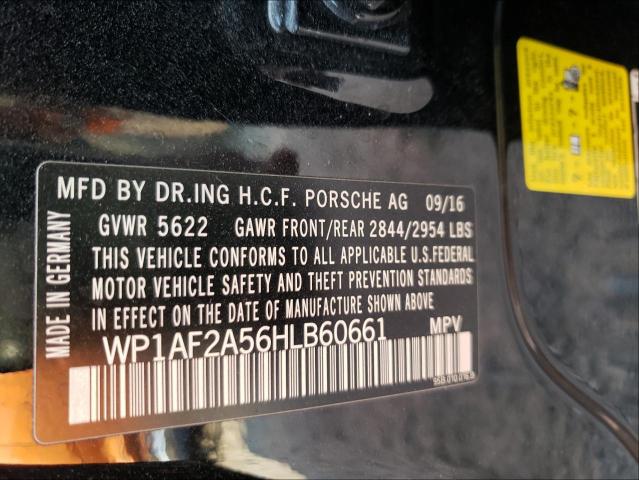 MFD BY DR.ING H.C.F. PORSCHE AG 09/16
GVWR 5622 GAWR FRONT/REAR 2844/2954 LBS
THIS VEHICLE CONFORMS TO ALL APPLICABLE U.S.FEDERAL
MOTOR VEHICLE SAFETY AND THEFT PREVENTION STANDARDS
IN EFFECT ON THE DATE OF MANUFACTURE SHOWN ABOVE
WP1AF2A56HLB60661 MPV
MADE IN GERMANY